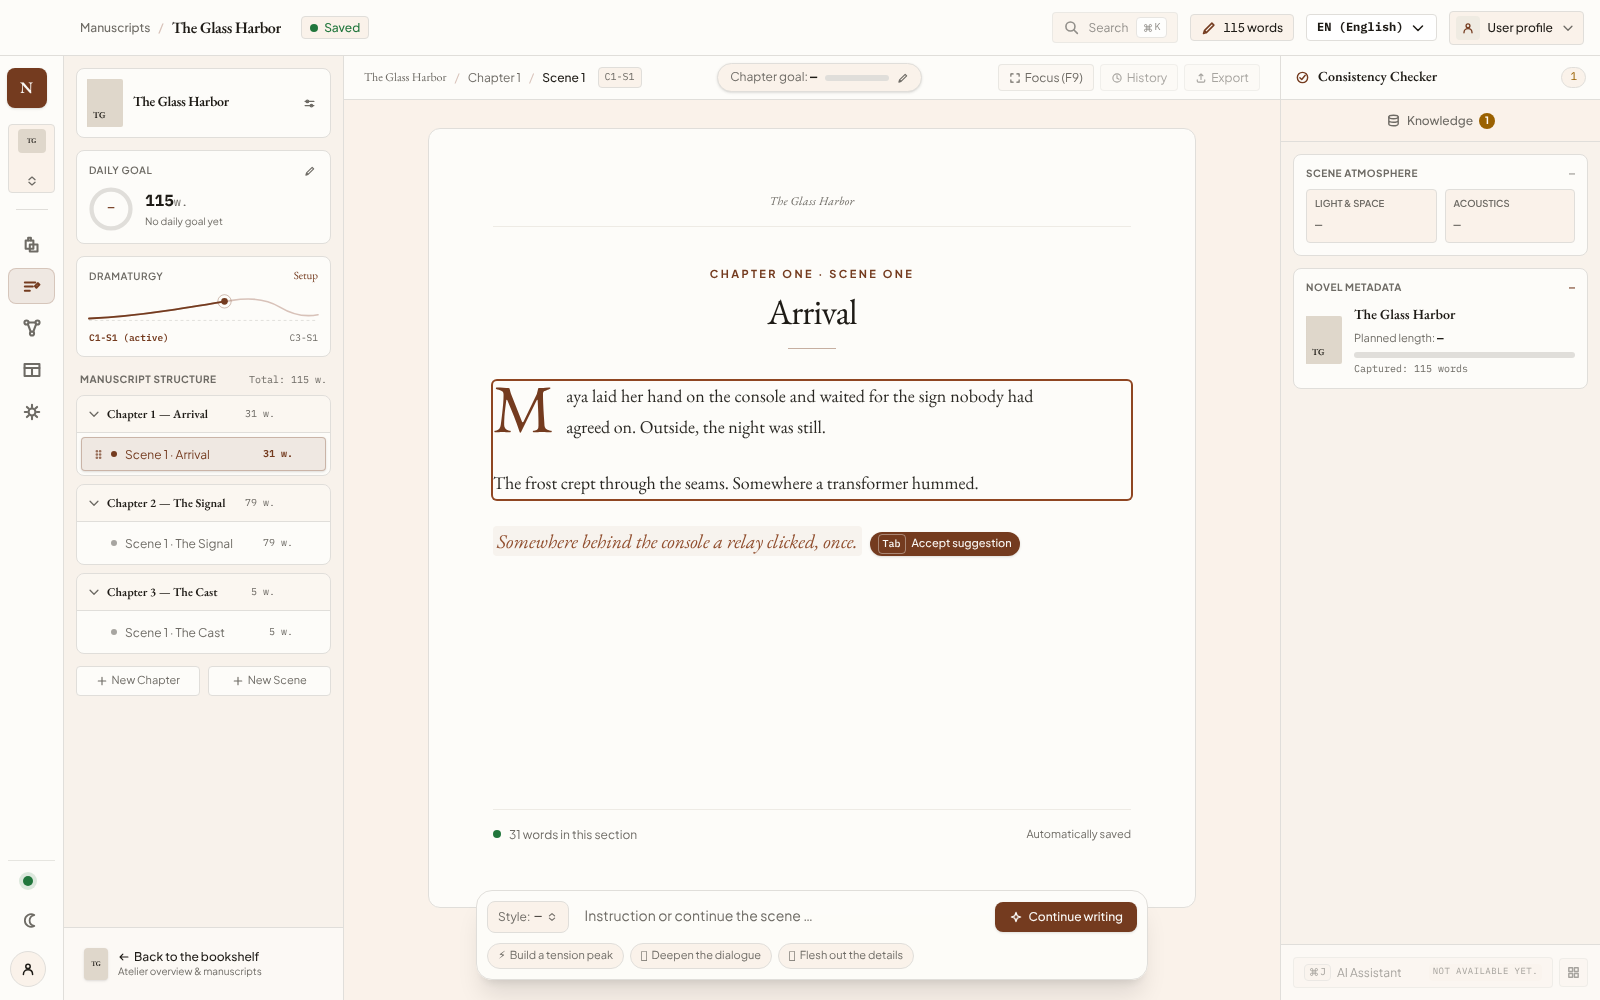 Manuscripts / The Glass Harbor
Saved
Search ⌘K
115 words
EN (English)
User profile
N
TG
TG
The Glass Harbor
DAILY GOAL
–
115w.
No daily goal yet
DRAMATURGY
Setup
C1-S1 (active)
C3-S1
MANUSCRIPT STRUCTURE
Total: 115 w.
Chapter 1 — Arrival
31 w.
Scene 1 · Arrival
31 w.
Chapter 2 — The Signal
79 w.
Scene 1 · The Signal
79 w.
Chapter 3 — The Cast
5 w.
Scene 1 · The Cast
5 w.
+ New Chapter
+ New Scene
TG
← Back to the bookshelf
Atelier overview & manuscripts
The Glass Harbor / Chapter 1 / Scene 1
C1-S1
Chapter goal: –
Focus (F9)
History
Export
The Glass Harbor
CHAPTER ONE · SCENE ONE
Arrival
Maya laid her hand on the console and waited for the sign nobody had
agreed on. Outside, the night was still.
The frost crept through the seams. Somewhere a transformer hummed.
Somewhere behind the console a relay clicked, once.
Tab Accept suggestion
31 words in this section
Automatically saved
Style: –
Instruction or continue the scene …
Continue writing
⚡ Build a tension peak
Deepen the dialogue
Flesh out the details
Consistency Checker
1
Knowledge 1
SCENE ATMOSPHERE
–
LIGHT & SPACE
–
ACOUSTICS
–
NOVEL METADATA
–
TG
The Glass Harbor
Planned length: –
Captured: 115 words
⌘J AI Assistant
NOT AVAILABLE YET.